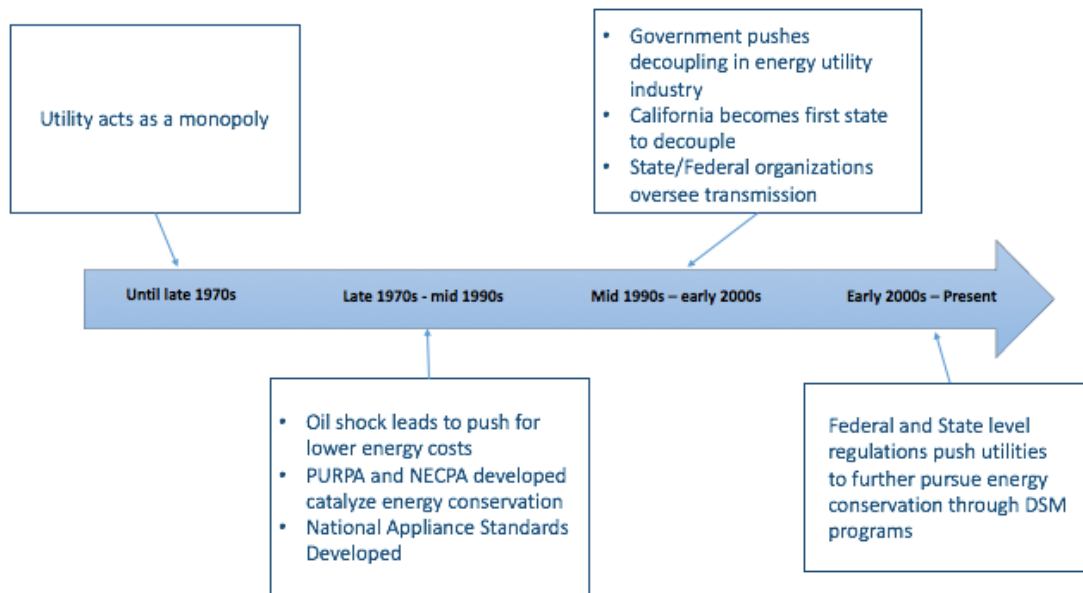 Utility acts as a monopoly
• Government pushes
decoupling in energy utility
industry
• California becomes first state
to decouple
• State/Federal organizations
oversee transmission
Until late 1970s
Late 1970s - mid 1990s
Mid 1990s – early 2000s
Early 2000s – Present
• Oil shock leads to push for
lower energy costs
• PURPA and NECPA developed
catalyze energy conservation
• National Appliance Standards
Developed
Federal and State level
regulations push utilities
to further pursue energy
conservation through DSM
programs